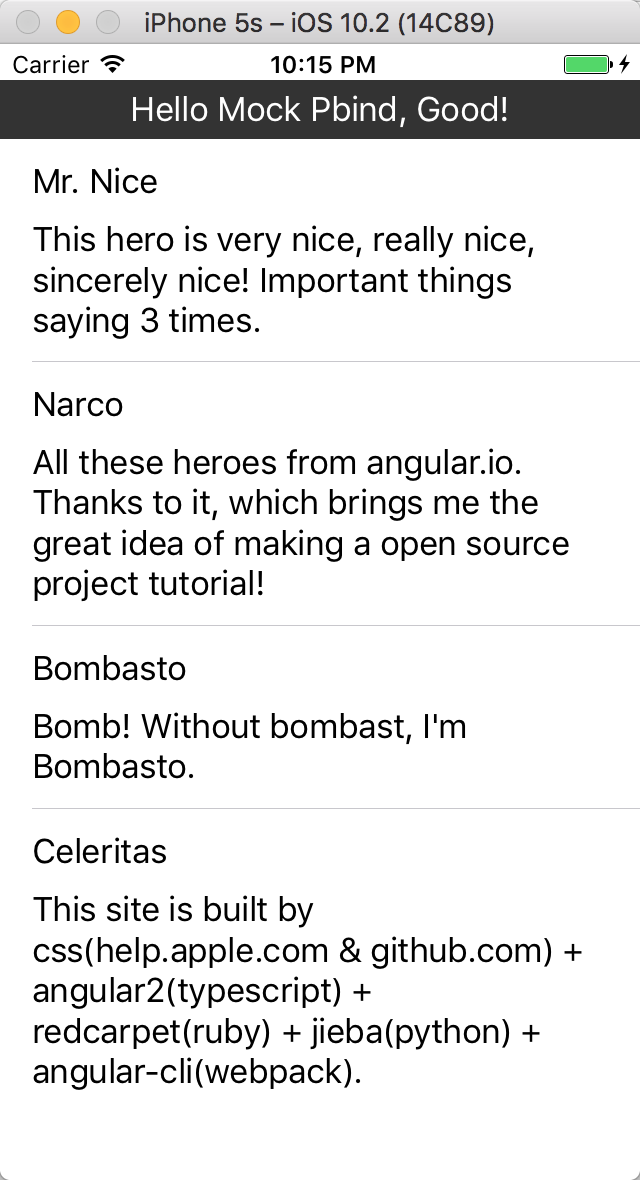 iPhone 5s – iOS 10.2 (14C89)
Carrier 10:15 PM
Hello Mock Pbind, Good!
Mr. Nice
This hero is very nice, really nice,
sincerely nice! Important things
saying 3 times.
Narco
All these heroes from angular.io.
Thanks to it, which brings me the
great idea of making a open source
project tutorial!
Bombasto
Bomb! Without bombast, I'm
Bombasto.
Celeritas
This site is built by
css(help.apple.com & github.com) +
angular2(typescript) +
redcarpet(ruby) + jieba(python) +
angular-cli(webpack).